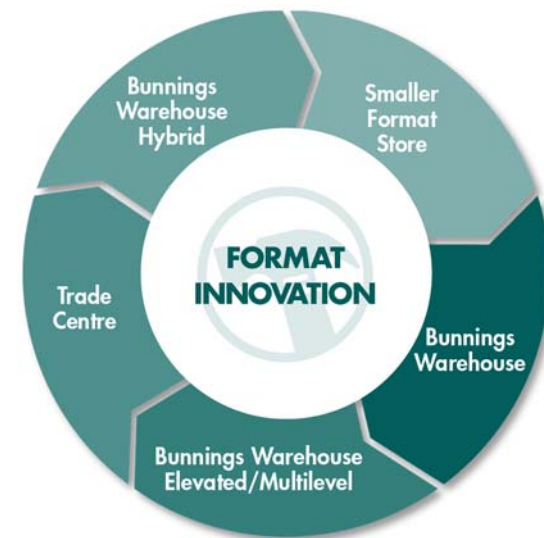 Bunnings
Warehouse
Hybrid
Smaller
Format
Store
FORMAT
INNOVATION
Trade
Centre
Bunnings
Warehouse
Bunnings Warehouse
Elevated/Multilevel